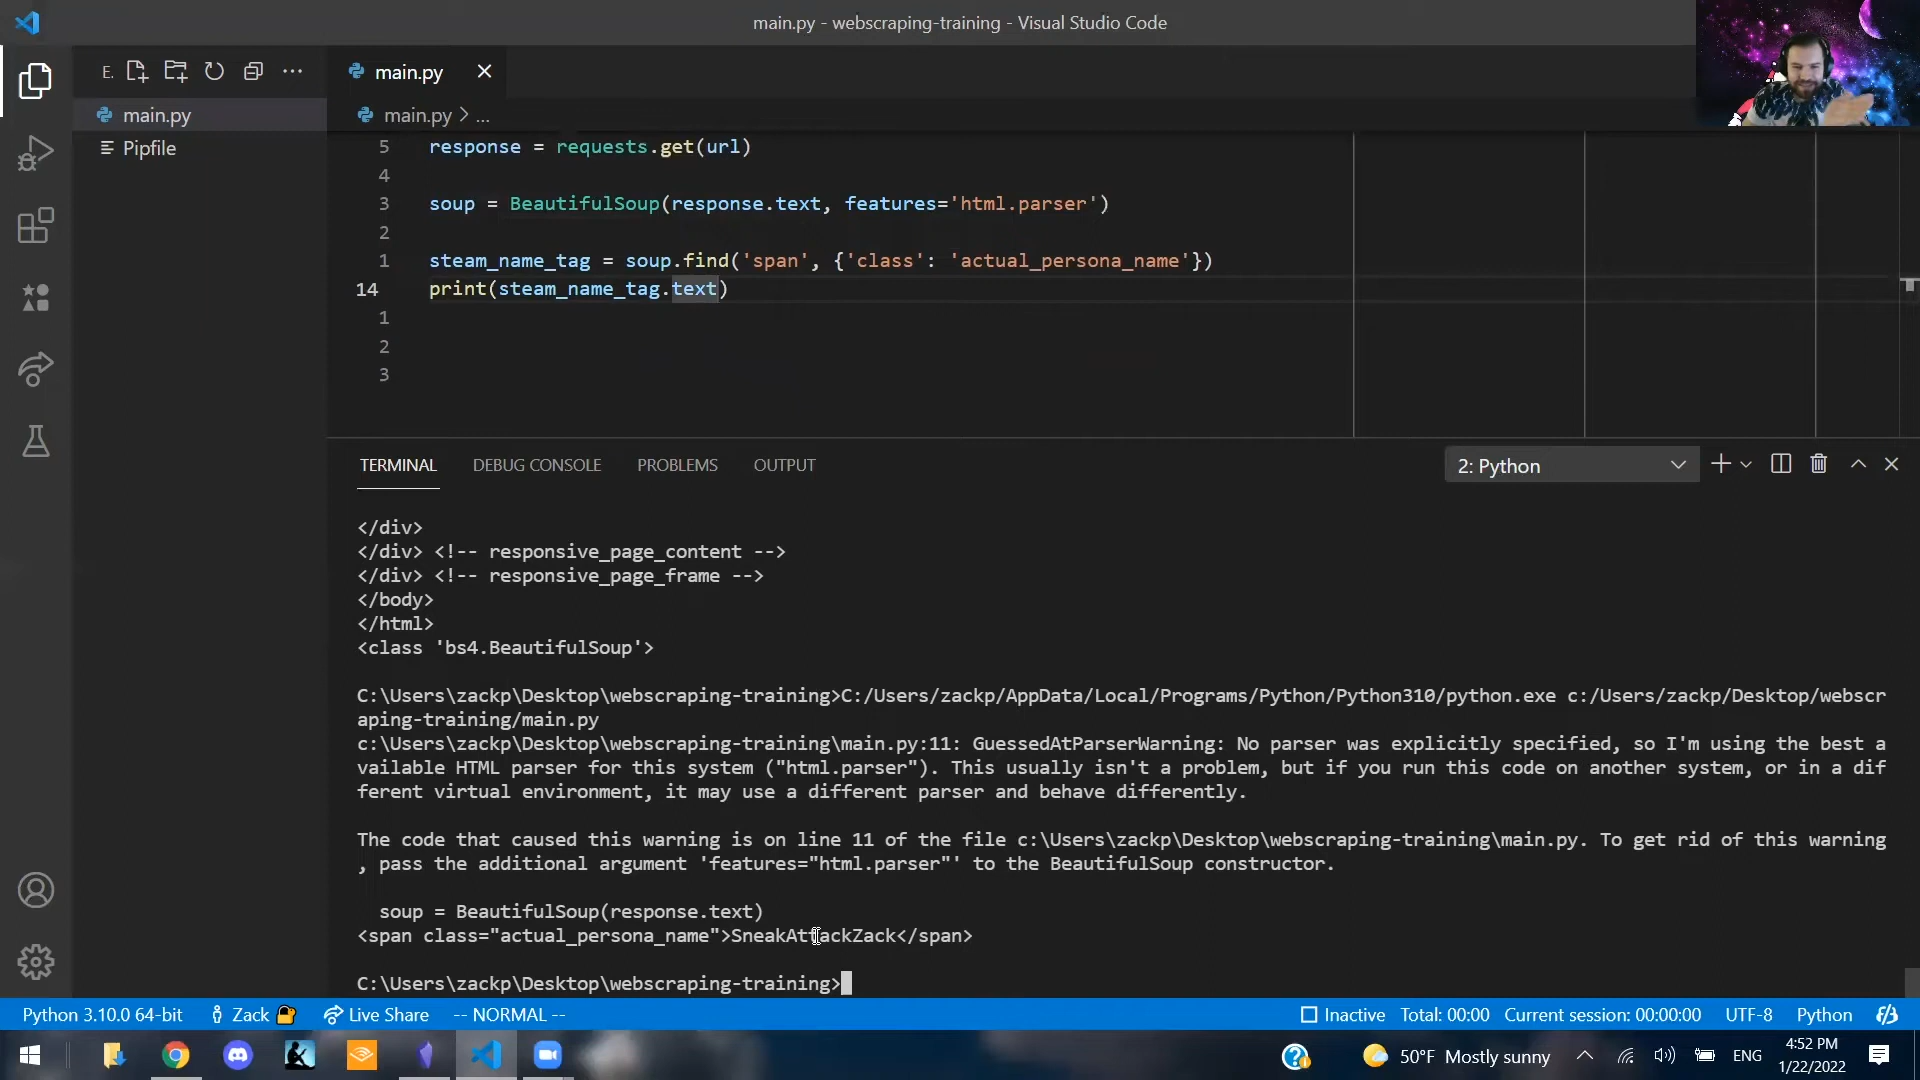 main.py - webscraping-training - Visual Studio Code
E.
main.py
main.py
Pipfile
main.py > ...
5 response = requests.get(url)
4
3 soup = BeautifulSoup(response.text, features='html.parser')
2
1 steam_name_tag = soup.find('span', {'class': 'actual_persona_name'})
14 print(steam_name_tag.text)
1
2
3
TERMINAL DEBUG CONSOLE PROBLEMS OUTPUT 2: Python
</div>
</div> <!-- responsive_page_content -->
</div> <!-- responsive_page_frame -->
</body>
</html>
<class 'bs4.BeautifulSoup'>
C:\Users\zackp\Desktop\webscraping-training>C:/Users/zackp/AppData/Local/Programs/Python/Python310/python.exe c:/Users/zackp/Desktop/webscr
aping-training/main.py
c:\Users\zackp\Desktop\webscraping-training\main.py:11: GuessedAtParserWarning: No parser was explicitly specified, so I'm using the best a
vailable HTML parser for this system ("html.parser"). This usually isn't a problem, but if you run this code on another system, or in a dif
ferent virtual environment, it may use a different parser and behave differently.
The code that caused this warning is on line 11 of the file c:\Users\zackp\Desktop\webscraping-training\main.py. To get rid of this warning
, pass the additional argument 'features="html.parser"' to the BeautifulSoup constructor.
soup = BeautifulSoup(response.text)
<span class="actual_persona_name">SneakAttackZack</span>
C:\Users\zackp\Desktop\webscraping-training>
Python 3.10.0 64-bit Zack Live Share -- NORMAL -- Inactive Total: 00:00 Current session: 00:00:00 UTF-8 Python
50°F Mostly sunny ENG 4:52 PM
1/22/2022